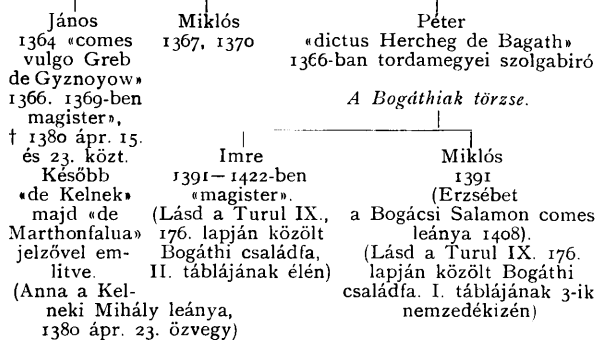 János
1364 «comes
vulgo Greb
de Gyznoyow»
1366. 1369-ben
magister»,
† 1380 ápr. 15.
és 23. közt.
Később
«de Kelnek»
majd «de
Marthonfalua»
jelzővel em-
litve.
(Anna a Kel-
neki Mihály leánya,
1380 ápr. 23. özvegy)
Miklós
1367, 1370
Péter
«dictus Hercheg de Bagath»
1366-ban tordamegyei szolgabiró
A Bogáthiak törzse.
Imre
1391—1422-ben
«magister».
(Lásd a Turul IX.,
176. lapján közölt
Bogáthi családfa,
II. táblájának élén)
Miklós
1391
(Erzsébet
a Bogácsi Salamon comes
leánya 1408).
(Lásd a Turul IX. 176.
lapján közölt Bogáthi
családfa. I. táblájának 3-ik
nemzedékizén)